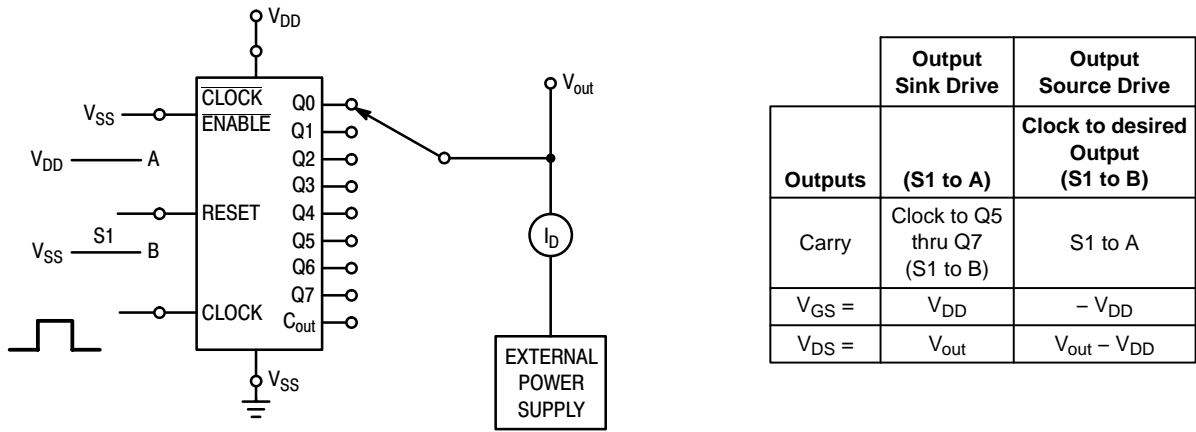 VDD
CLOCK
ENABLE
VSS
VDD A
RESET
S1
VSS B
CLOCK
Q0
Q1
Q2
Q3
Q4
Q5
Q6
Q7
Cout
VSS
Vout
ID
EXTERNAL
POWER
SUPPLY
Output
Sink Drive
Output
Source Drive
Outputs
(S1 to A)
Clock to desired
Output
(S1 to B)
Carry
Clock to Q5
thru Q7
(S1 to B)
S1 to A
VGS = VDD – VDD
VDS = Vout Vout – VDD